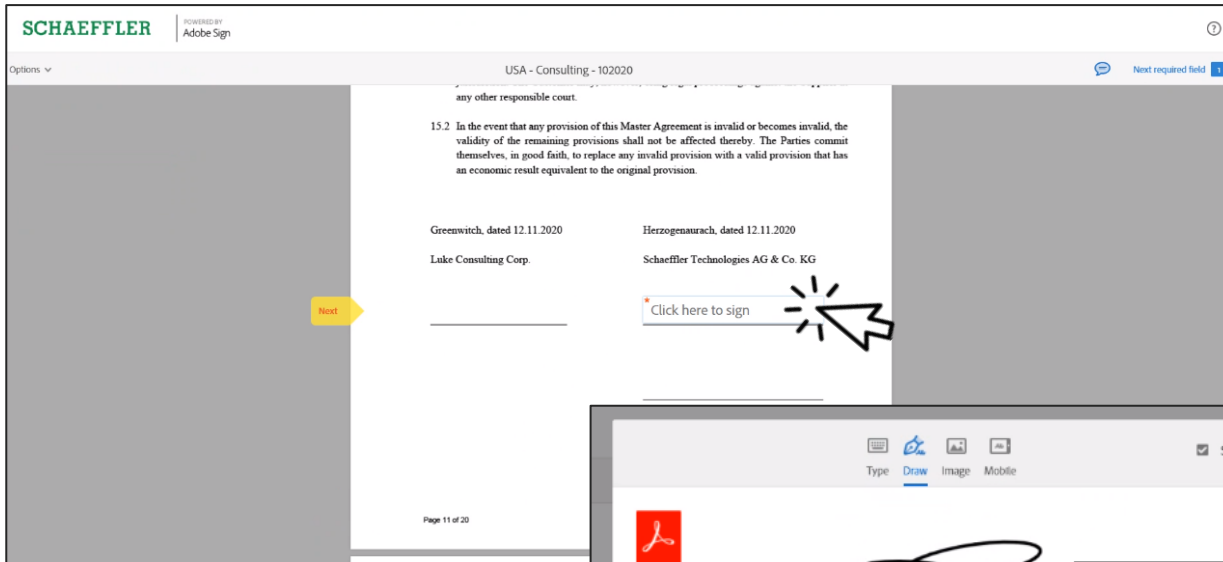 SCHAEFFLER
POWERED BY
Adobe Sign
Options
USA - Consulting - 102020
Next required field 1
any other responsible court.
15.2 In the event that any provision of this Master Agreement is invalid or becomes invalid, the
validity of the remaining provisions shall not be affected thereby. The Parties commit
themselves, in good faith, to replace any invalid provision with a valid provision that has
an economic result equivalent to the original provision.
Greenwitch, dated 12.11.2020
Herzogenaurach, dated 12.11.2020
Luke Consulting Corp.
Schaeffler Technologies AG & Co. KG
Next
* Click here to sign
Type
Draw
Image
Mobile
Page 11 of 20